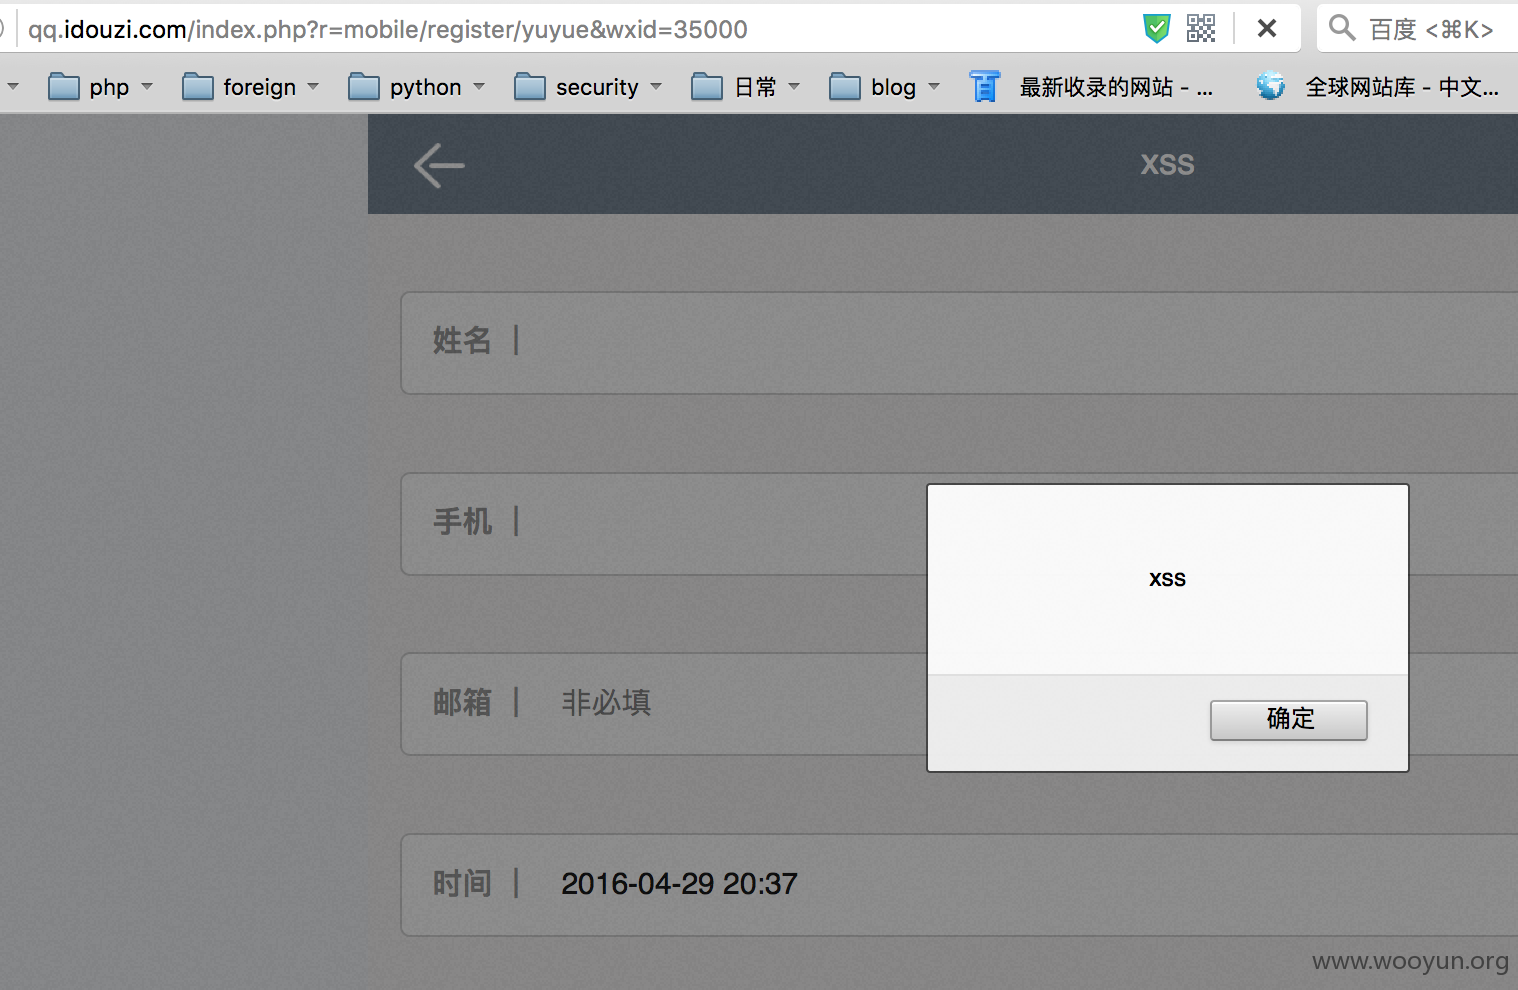 qq.idouzi.com/index.php?r=mobile/register/yuyue&wxid=35000
百度 <⌘K>
php foreign python security 日常 blog 最新收录的网站 - ... 全球网站库 - 中文...
XSS
姓名 |
手机 |
xss
邮箱 | 非必填
确定
时间 | 2016-04-29 20:37
www.wooyun.org